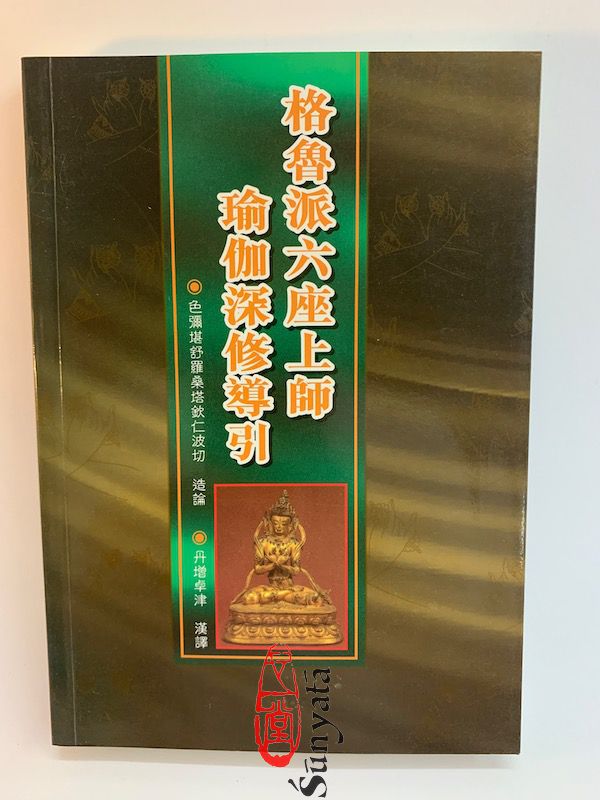 格魯派六座上師
瑜伽深修導引
色彌堪舒羅桑塔欽仁波切 造論
丹增卓津 漢譯
Śūnyatā